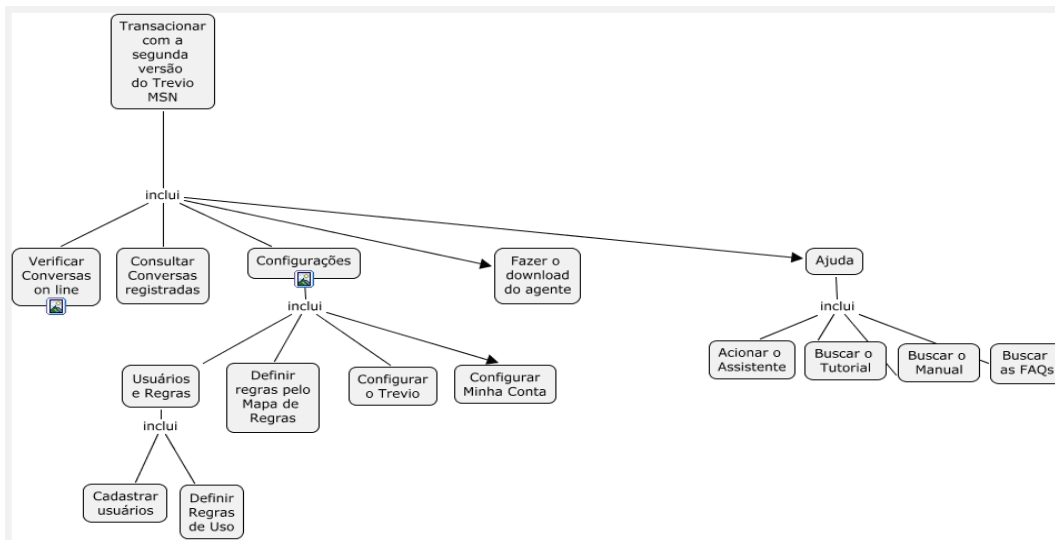 Transacionar
com a
segunda
versão
do Trevio
MSN
inclui
Verificar
Conversas
on line
Consultar
Conversas
registradas
Configurações
Fazer o
download
do agente
Ajuda
inclui
inclui
Usuários
e Regras
Definir
regras pelo
Mapa de
Regras
Configurar
o Trevio
Configurar
Minha Conta
Acionar o
Assistente
Buscar o
Tutorial
Buscar o
Manual
Buscar
as FAQs
inclui
Cadastrar
usuários
Definir
Regras
de Uso